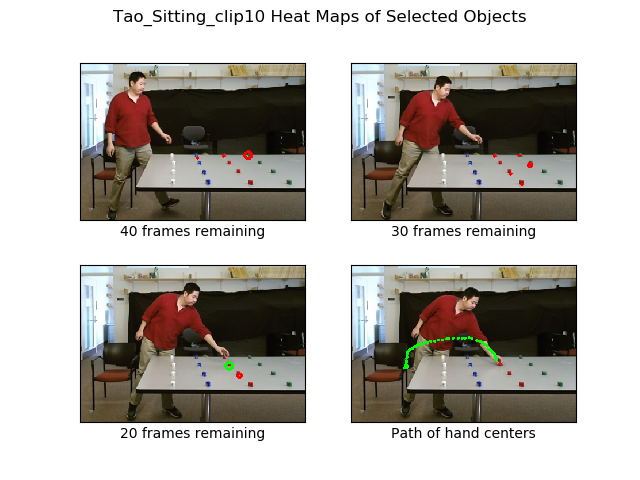 Tao_Sitting_clip10 Heat Maps of Selected Objects
40 frames remaining
30 frames remaining
20 frames remaining
Path of hand centers